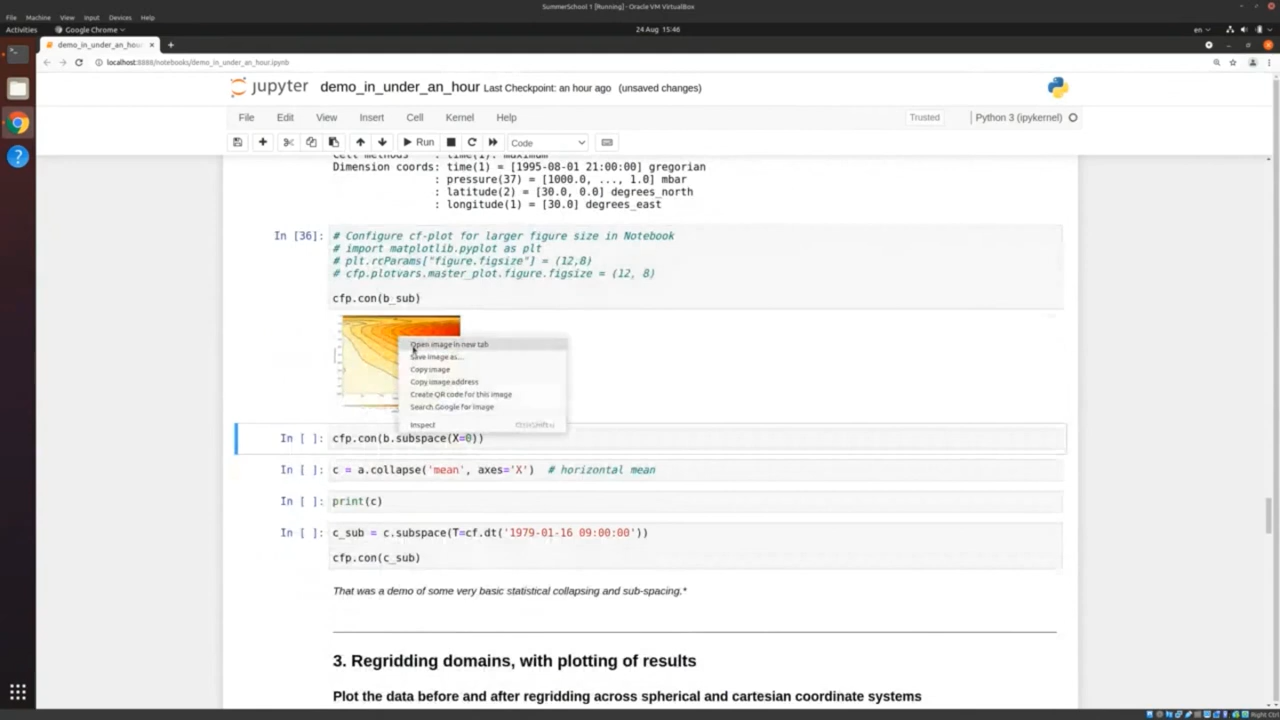 SummerSchool 1 [Running] - Oracle VM VirtualBox
File Machine View Input Devices Help
Activities Google Chrome 24 Aug 15:46 en
demo_in_under_an_hour
localhost:8888/notebooks/demo_in_under_an_hour.ipynb
jupyter demo_in_under_an_hour Last Checkpoint: an hour ago (unsaved changes)
File Edit View Insert Cell Kernel Help Trusted Python 3 (ipykernel)
Run Code
Cell methods : time(1): maximum
Dimension coords: time(1) = [1995-08-01 21:00:00] gregorian
: pressure(37) = [1000.0, ..., 1.0] mbar
: latitude(2) = [30.0, 0.0] degrees_north
: longitude(1) = [30.0] degrees_east
In [36]: # Configure cf-plot for larger figure size in Notebook
# import matplotlib.pyplot as plt
# plt.rcParams["figure.figsize"] = (12,8)
# cfp.plotvars.master_plot.figure.figsize = (12, 8)
cfp.con(b_sub)
Open image in new tab
Save image as...
Copy image
Copy image address
Create QR code for this image
Search Google for image
Inspect Ctrl+Shift+I
In [ ]: cfp.con(b.subspace(X=0))
In [ ]: c = a.collapse('mean', axes='X') # horizontal mean
In [ ]: print(c)
In [ ]: c_sub = c.subspace(T=cf.dt('1979-01-16 09:00:00'))
cfp.con(c_sub)
That was a demo of some very basic statistical collapsing and sub-spacing.*
3. Regridding domains, with plotting of results
Plot the data before and after regridding across spherical and cartesian coordinate systems
Right Ctrl